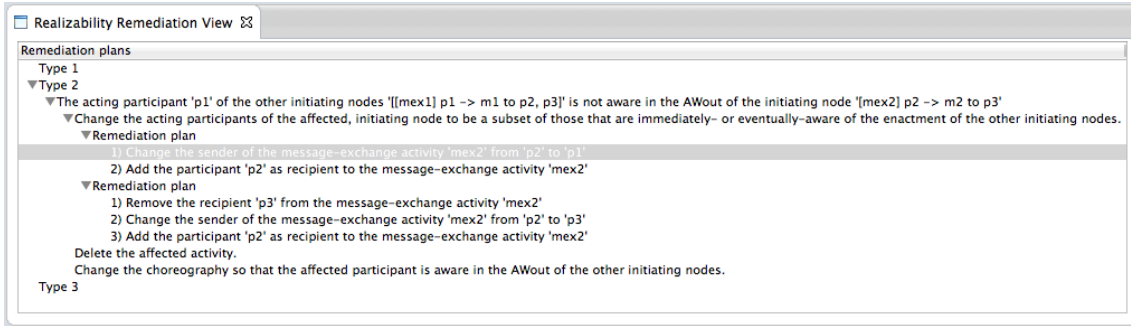 Realizability Remediation View
Remediation plans
Type 1
Type 2
The acting participant 'p1' of the other initiating nodes '[[mex1] p1 -> m1 to p2, p3]' is not aware in the AWout of the initiating node '[mex2] p2 -> m2 to p3'
Change the acting participants of the affected, initiating node to be a subset of those that are immediately- or eventually-aware of the enactment of the other initiating nodes.
Remediation plan
1) Change the sender of the message-exchange activity 'mex2' from 'p2' to 'p1'
2) Add the participant 'p2' as recipient to the message-exchange activity 'mex2'
Remediation plan
1) Remove the recipient 'p3' from the message-exchange activity 'mex2'
2) Change the sender of the message-exchange activity 'mex2' from 'p2' to 'p3'
3) Add the participant 'p2' as recipient to the message-exchange activity 'mex2'
Delete the affected activity.
Change the choreography so that the affected participant is aware in the AWout of the other initiating nodes.
Type 3